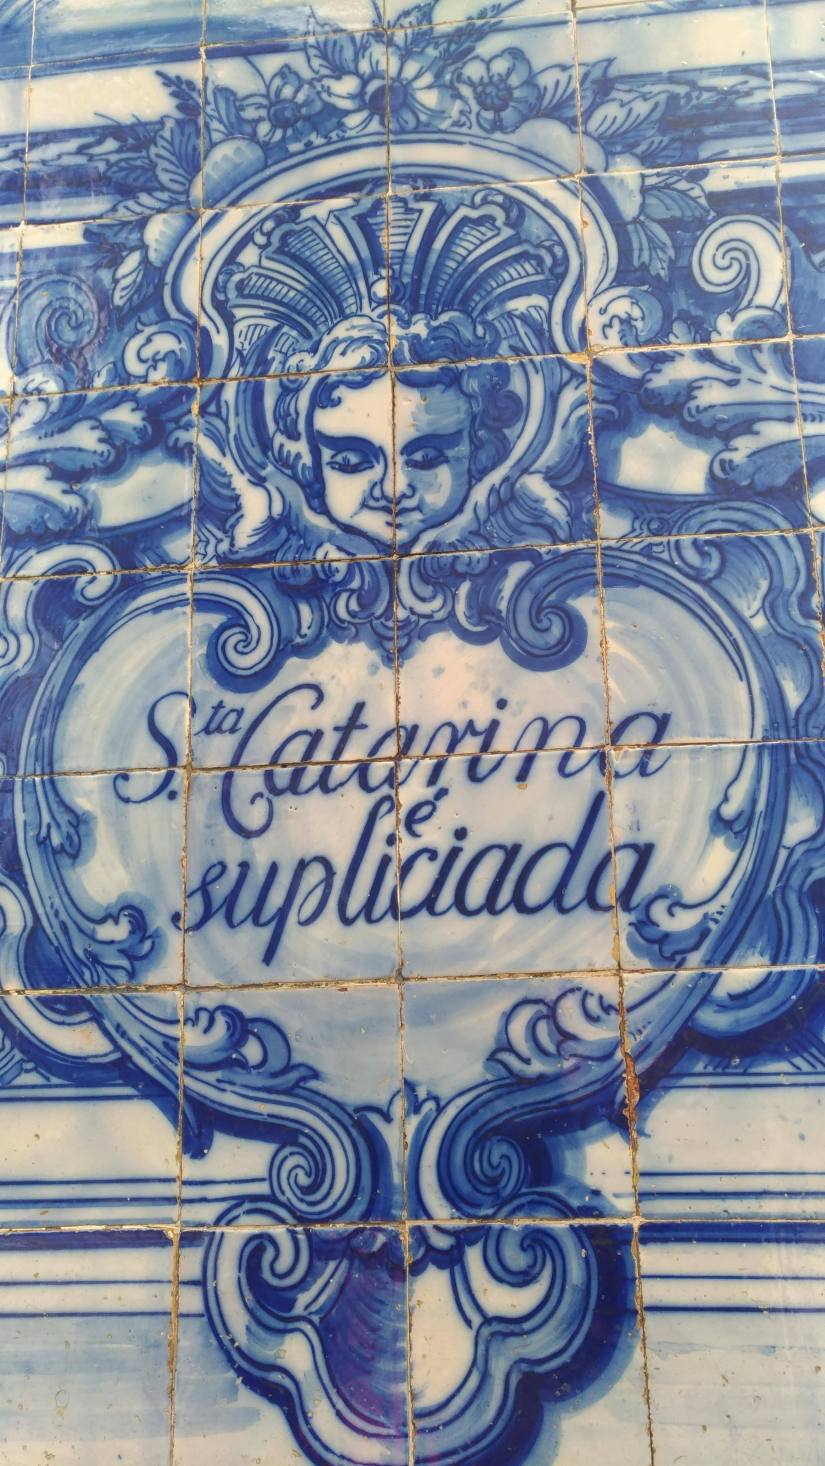 S.ta Catarina
é
supliciada